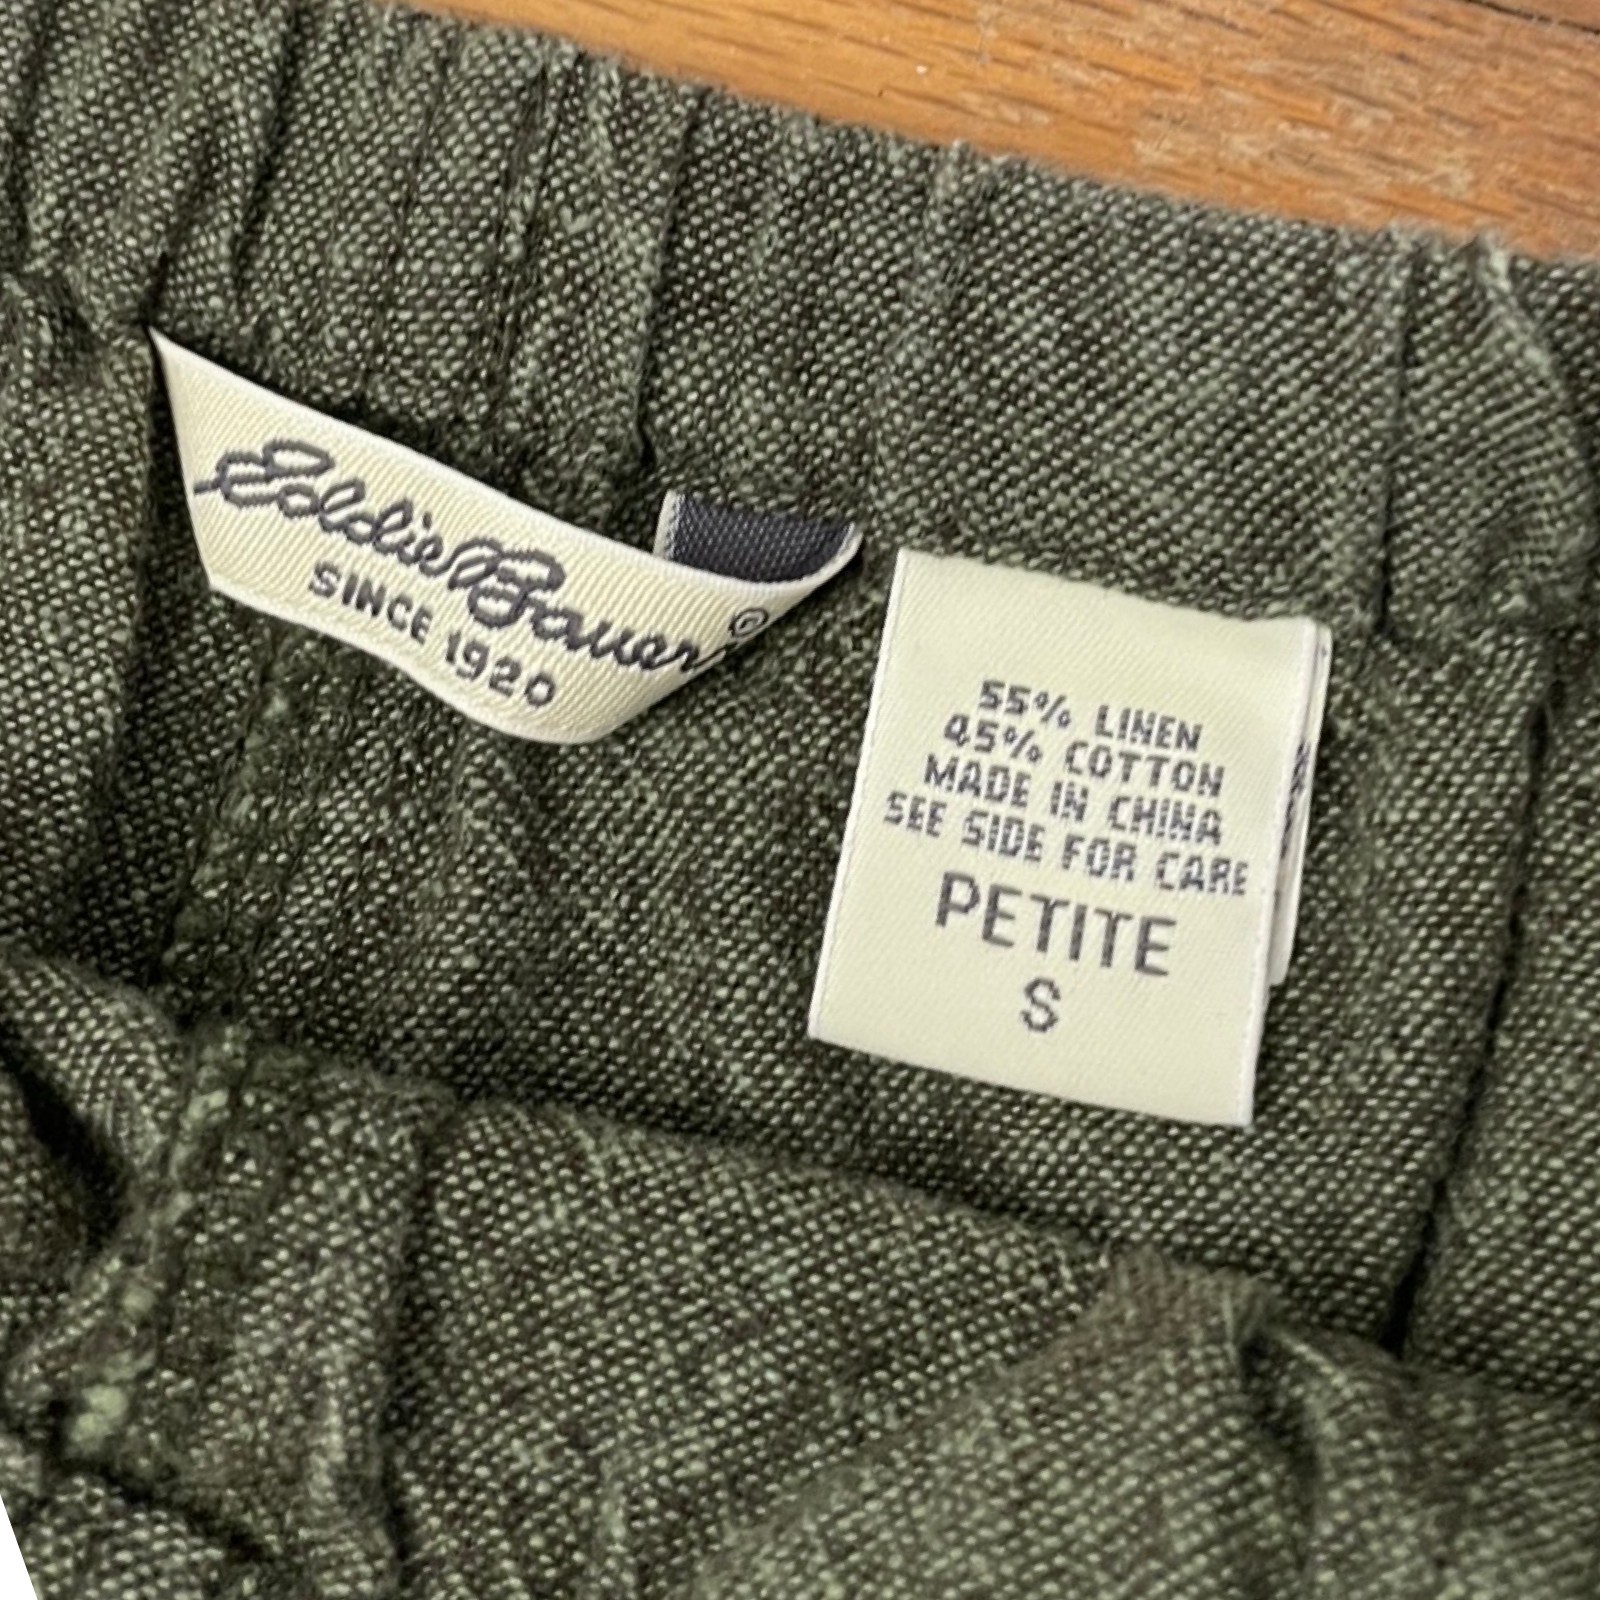 Eddie Bauer®
SINCE 1920
55% LINEN
45% COTTON
MADE IN CHINA
SEE SIDE FOR CARE
PETITE
S